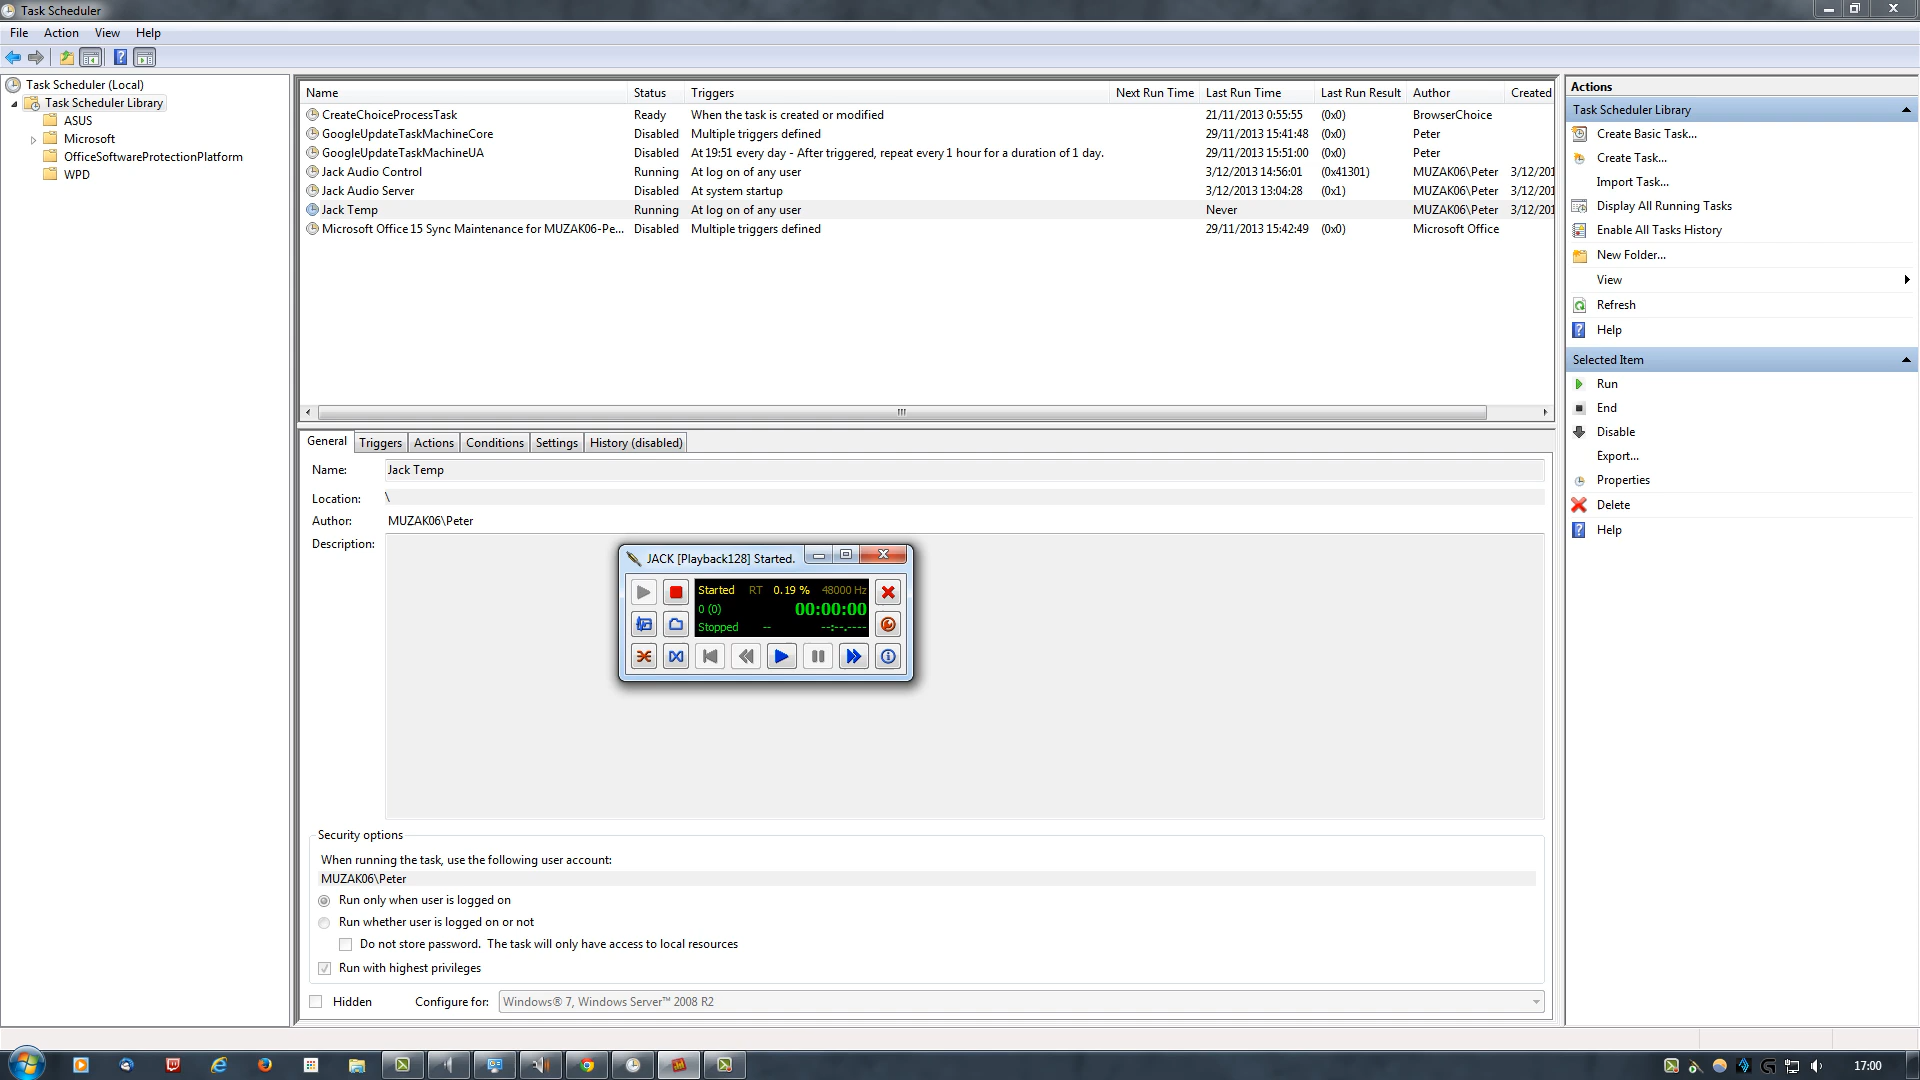 Task Scheduler
File Action View Help
Task Scheduler (Local)
Task Scheduler Library
ASUS
Microsoft
OfficeSoftwareProtectionPlatform
WPD
Name Status Triggers Next Run Time Last Run Time Last Run Result Author Created
CreateChoiceProcessTask Ready When the task is created or modified 21/11/2013 0:55:55 (0x0) BrowserChoice
GoogleUpdateTaskMachineCore Disabled Multiple triggers defined 29/11/2013 15:41:48 (0x0) Peter
GoogleUpdateTaskMachineUA Disabled At 19:51 every day - After triggered, repeat every 1 hour for a duration of 1 day. 29/11/2013 15:51:00 (0x0) Peter
Jack Audio Control Running At log on of any user 3/12/2013 14:56:01 (0x41301) MUZAK06\Peter 3/12/201
Jack Audio Server Disabled At system startup 3/12/2013 13:04:28 (0x1) MUZAK06\Peter 3/12/201
Jack Temp Running At log on of any user Never MUZAK06\Peter 3/12/201
Microsoft Office 15 Sync Maintenance for MUZAK06-Pe... Disabled Multiple triggers defined 29/11/2013 15:42:49 (0x0) Microsoft Office
General Triggers Actions Conditions Settings History (disabled)
Name: Jack Temp
Location: \
Author: MUZAK06\Peter
Description:
JACK [Playback128] Started.
Started RT 0.19 % 48000 Hz
0 (0) 00:00:00
Stopped -- --:--.----
Security options
When running the task, use the following user account:
MUZAK06\Peter
Run only when user is logged on
Run whether user is logged on or not
Do not store password. The task will only have access to local resources
Run with highest privileges
Hidden Configure for: Windows® 7, Windows Server™ 2008 R2
Actions
Task Scheduler Library
Create Basic Task...
Create Task...
Import Task...
Display All Running Tasks
Enable All Tasks History
New Folder...
View
Refresh
Help
Selected Item
Run
End
Disable
Export...
Properties
Delete
Help
17:00